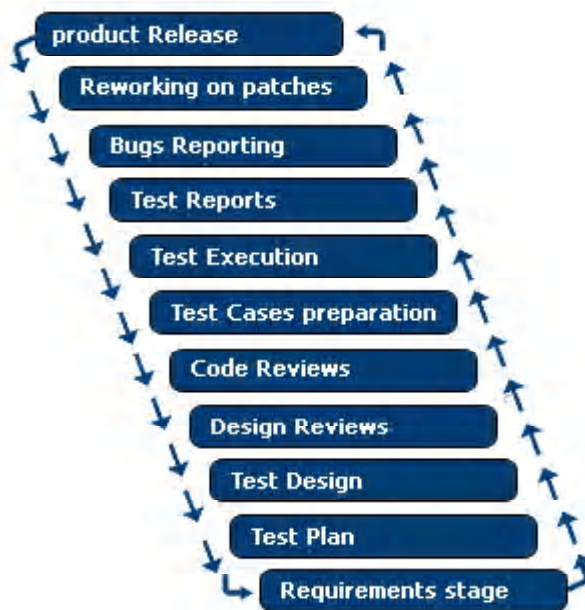 product Release
Reworking on patches
Bugs Reporting
Test Reports
Test Execution
Test Cases preparation
Code Reviews
Design Reviews
Test Design
Test Plan
Requirements stage